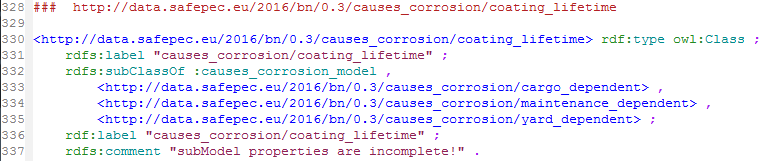 328 ### http://data.safepec.eu/2016/bn/0.3/causes_corrosion/coating_lifetime
329
330 <http://data.safepec.eu/2016/bn/0.3/causes_corrosion/coating_lifetime> rdf:type owl:Class ;
331 rdfs:label "causes_corrosion/coating_lifetime" ;
332 rdfs:subClassOf :causes_corrosion_model ,
333 <http://data.safepec.eu/2016/bn/0.3/causes_corrosion/cargo_dependent> ,
334 <http://data.safepec.eu/2016/bn/0.3/causes_corrosion/maintenance_dependent> ,
335 <http://data.safepec.eu/2016/bn/0.3/causes_corrosion/yard_dependent> ;
336 rdf:label "causes_corrosion/coating_lifetime" ;
337 rdfs:comment "subModel properties are incomplete!" .